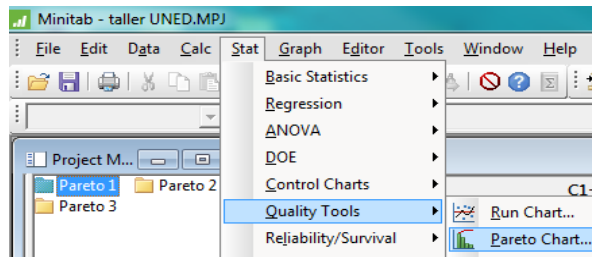 Minitab - taller UNED.MPJ
File Edit Data Calc Stat Graph Editor Tools Window Help
Basic Statistics
Regression
ANOVA
DOE
Control Charts
Quality Tools
Reliability/Survival
Project M...
Pareto 1 Pareto 2
Pareto 3
C1-
Run Chart...
Pareto Chart...